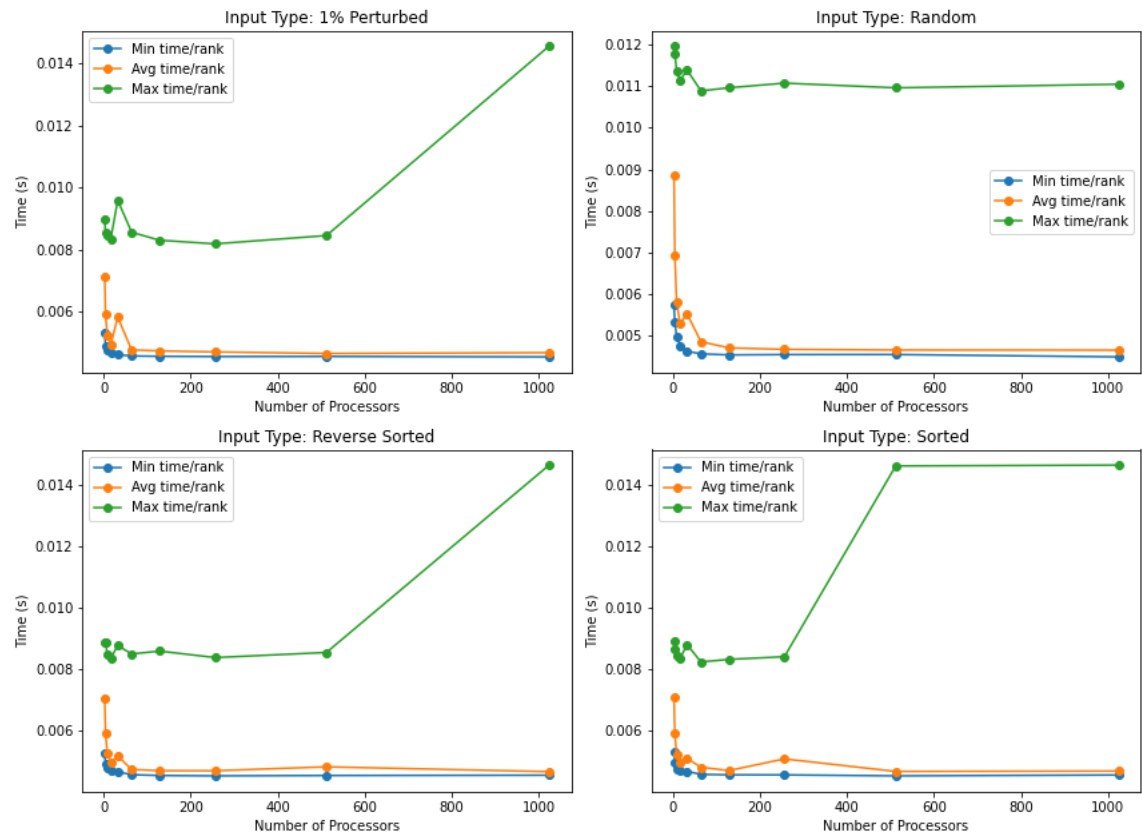 Input Type: 1% Perturbed
Min time/rank
Avg time/rank
Max time/rank
Time (s)
0.014
0.012
0.010
0.008
0.006
0
200
400
600
800
1000
Number of Processors
Input Type: Random
Min time/rank
Avg time/rank
Max time/rank
Time (s)
0.012
0.011
0.010
0.009
0.008
0.007
0.006
0.005
0
200
400
600
800
1000
Number of Processors
Input Type: Reverse Sorted
Min time/rank
Avg time/rank
Max time/rank
Time (s)
0.014
0.012
0.010
0.008
0.006
0
200
400
600
800
1000
Number of Processors
Input Type: Sorted
Min time/rank
Avg time/rank
Max time/rank
Time (s)
0.014
0.012
0.010
0.008
0.006
0
200
400
600
800
1000
Number of Processors